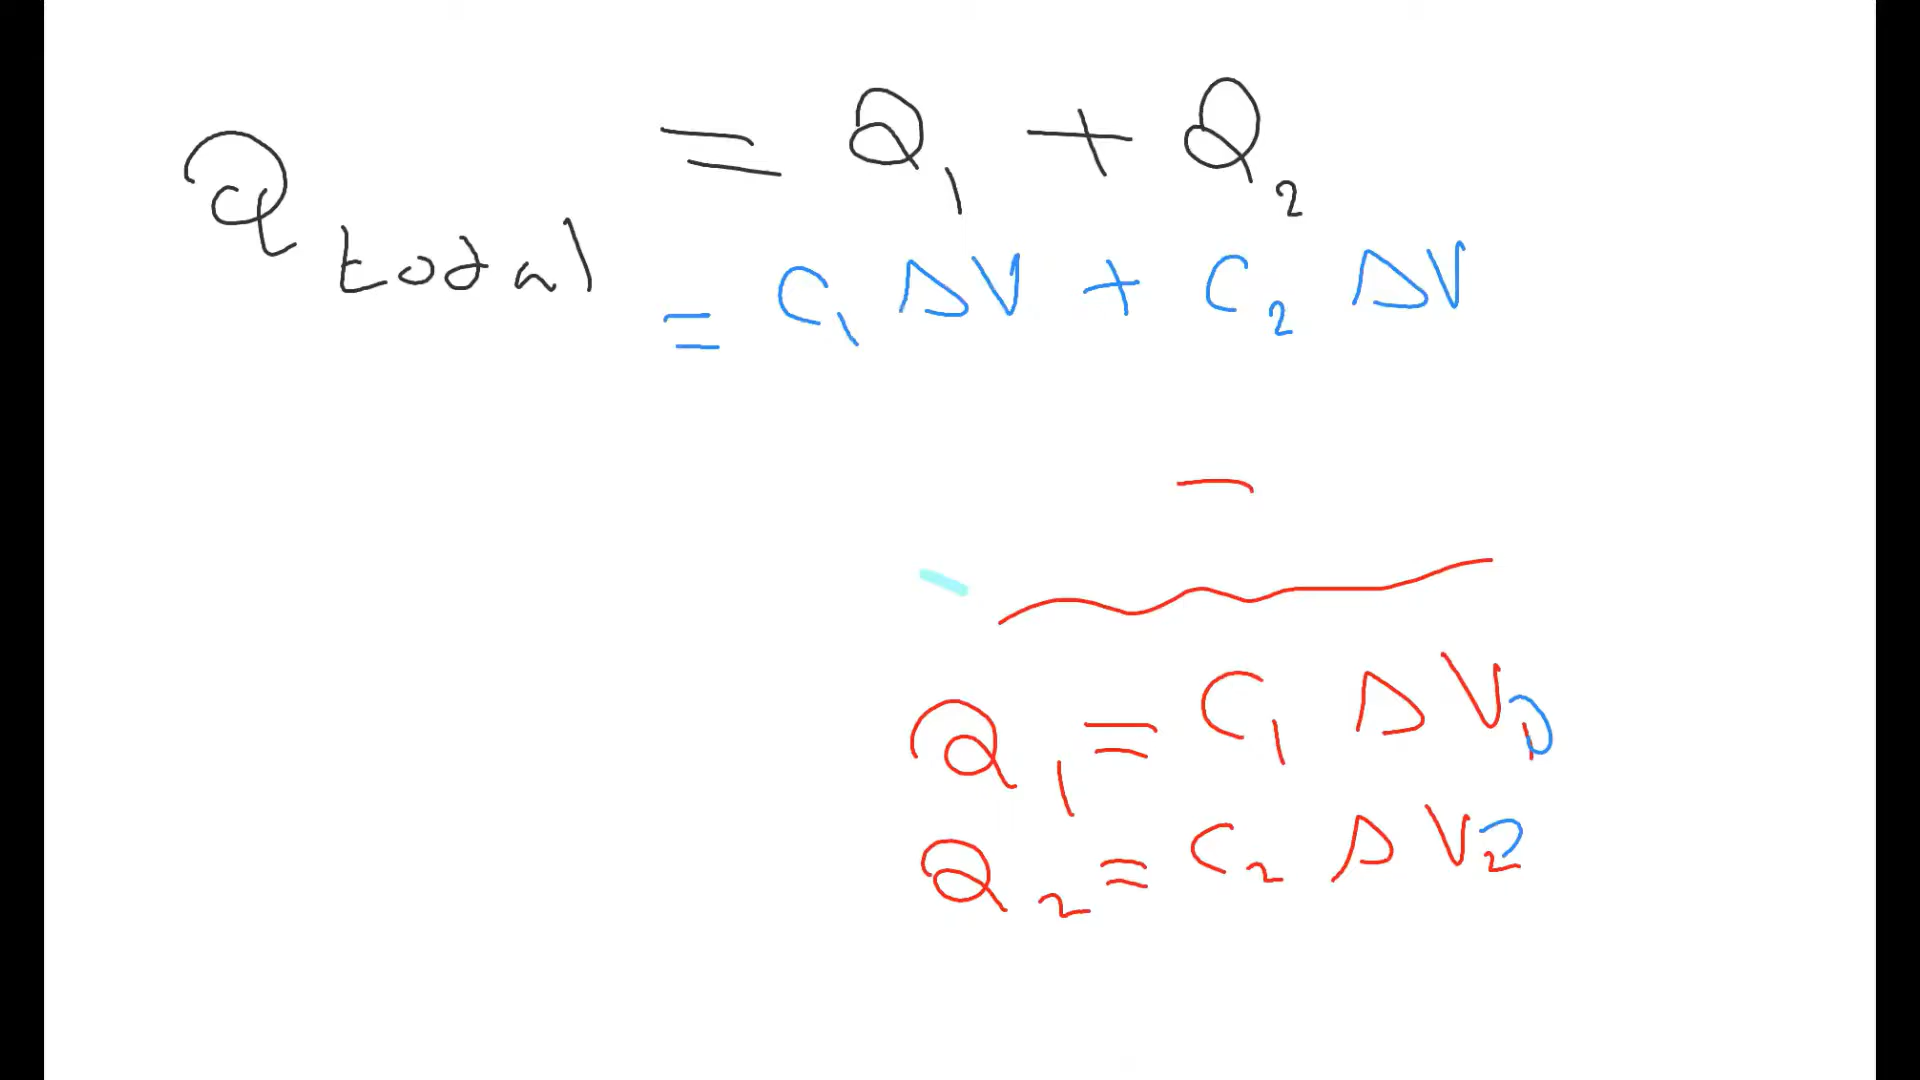 Q total = Q₁ + Q₂
= C₁ ΔV + C₂ ΔV
Q₁ = C₁ ΔV₁
Q₂ = C₂ ΔV₂